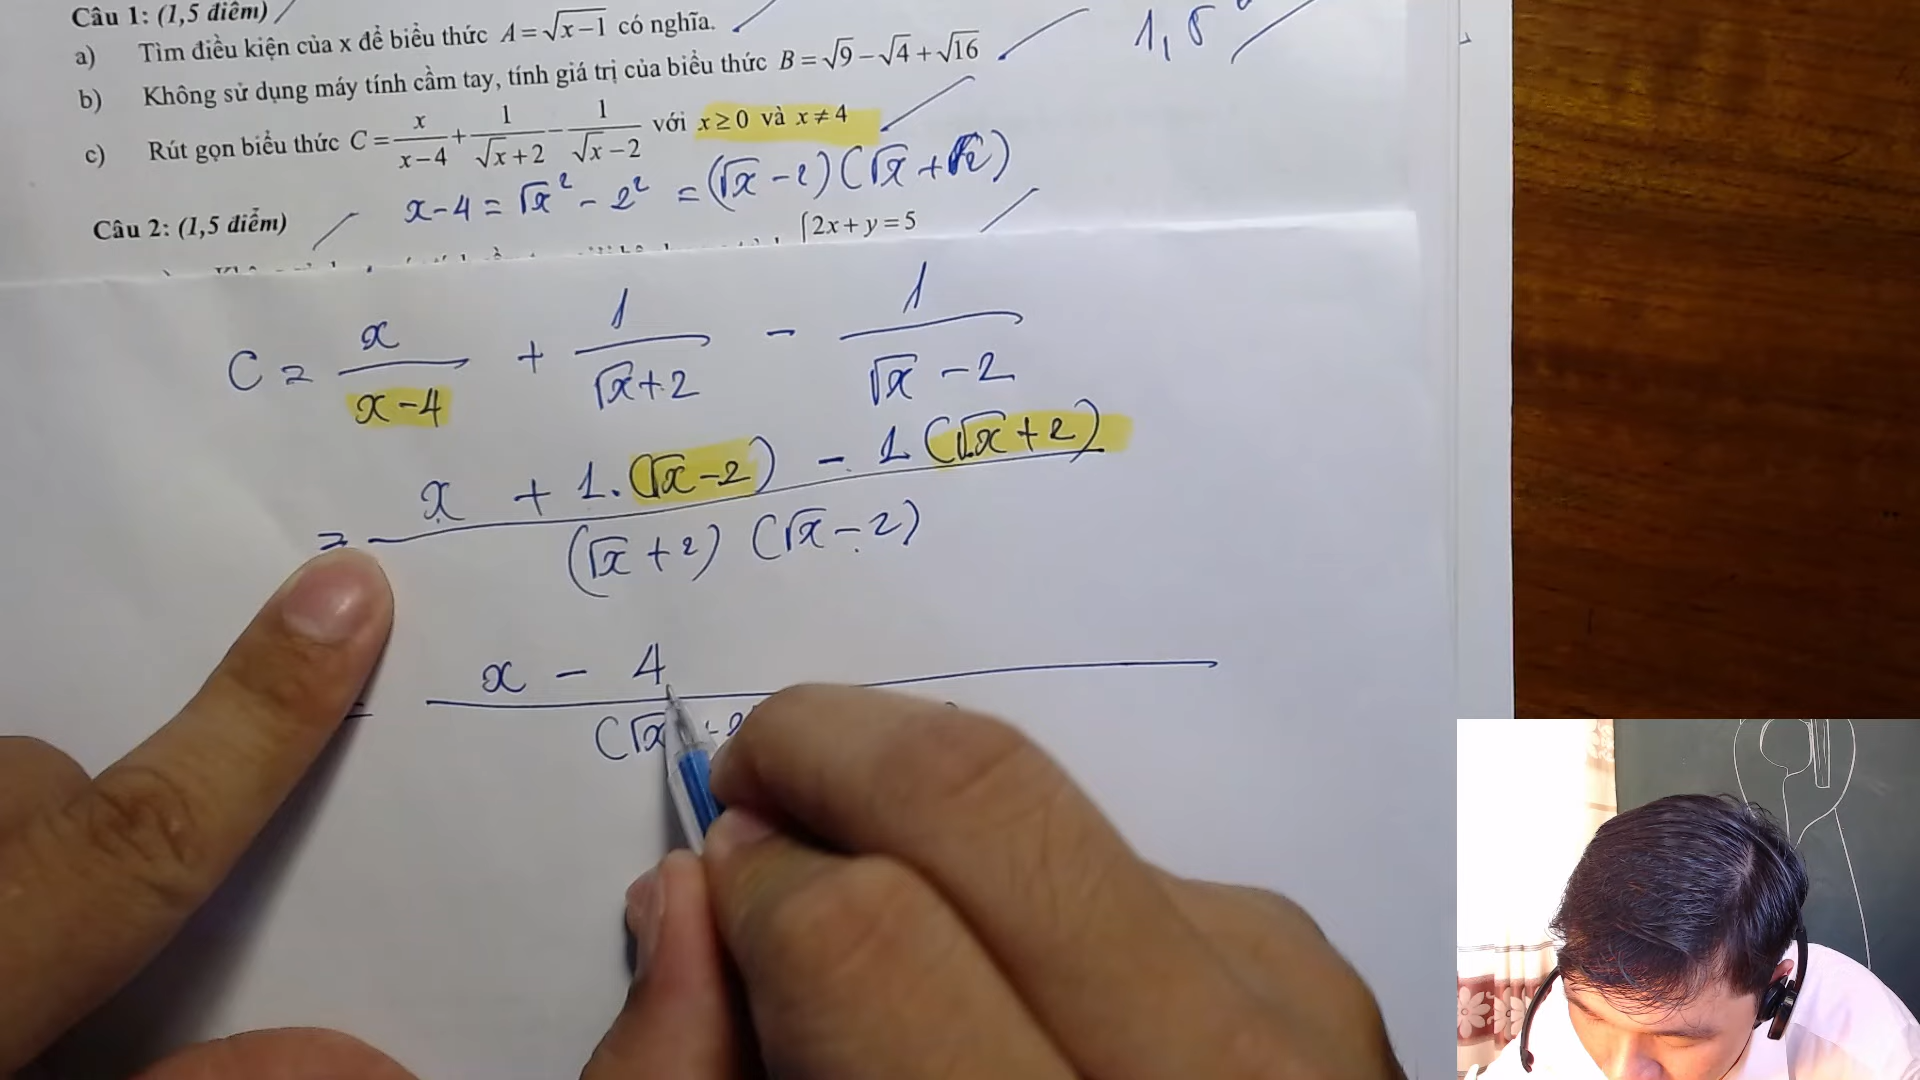 Câu 1: (1,5 điểm)
a) Tìm điều kiện của x để biểu thức A = √(x−1) có nghĩa.
1,5
b) Không sử dụng máy tính cầm tay, tính giá trị của biểu thức B = √9 − √4 + √16
c) Rút gọn biểu thức C = x/(x−4) + 1/(√x+2) − 1/(√x−2) với x ≥ 0 và x ≠ 4
x − 4 = √x² − 2² = (√x − 2)(√x + 2)
Câu 2: (1,5 điểm)
{2x + y = 5
C = x/(x−4) + 1/(√x+2) − 1/(√x−2)
= (x + 1.(√x−2) − 1.(√x+2))/((√x+2)(√x−2))
= (x − 4)/((√x+2